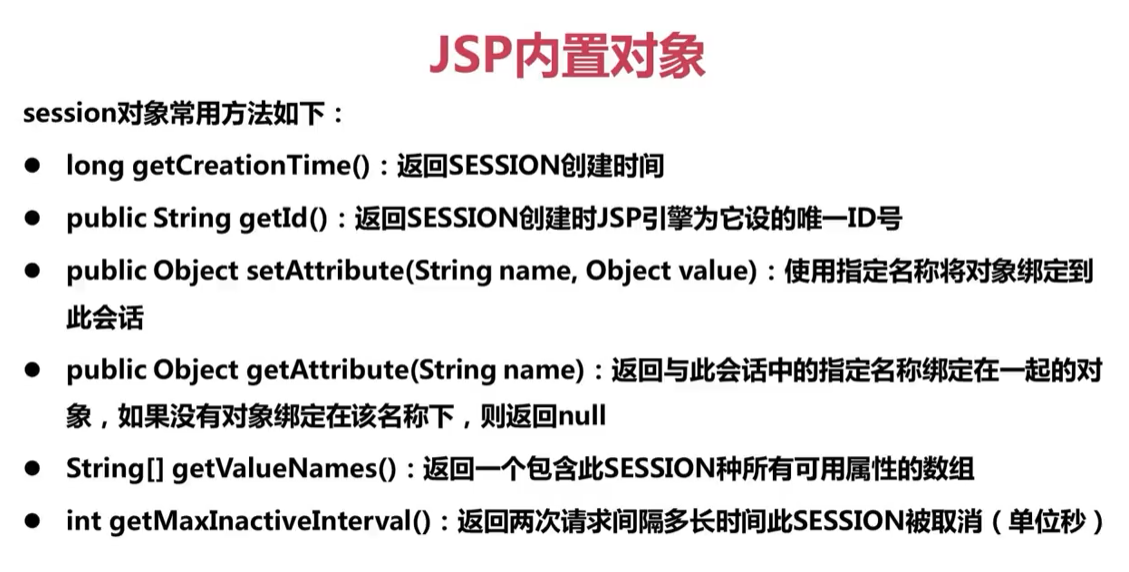 JSP内置对象
session对象常用方法如下：
● long getCreationTime()：返回SESSION创建时间
● public String getId()：返回SESSION创建时JSP引擎为它设的唯一ID号
● public Object setAttribute(String name, Object value)：使用指定名称将对象绑定到
此会话
● public Object getAttribute(String name)：返回与此会话中的指定名称绑定在一起的对
象，如果没有对象绑定在该名称下，则返回null
● String[] getValueNames()：返回一个包含此SESSION种所有可用属性的数组
● int getMaxInactiveInterval()：返回两次请求间隔多长时间此SESSION被取消（单位秒）